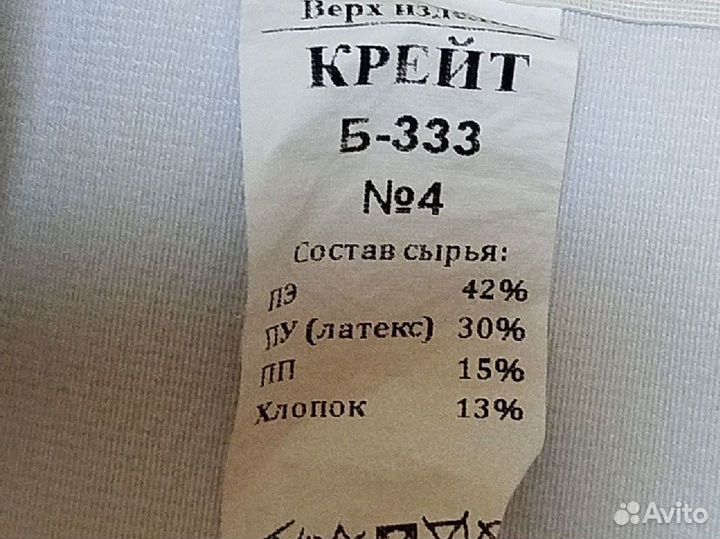 Верх
КРЕЙТ
Б-333
№4
Состав сырья:
ПЭ 42%
ПУ (латекс) 30%
ПП 15%
Хлопок 13%
Avito